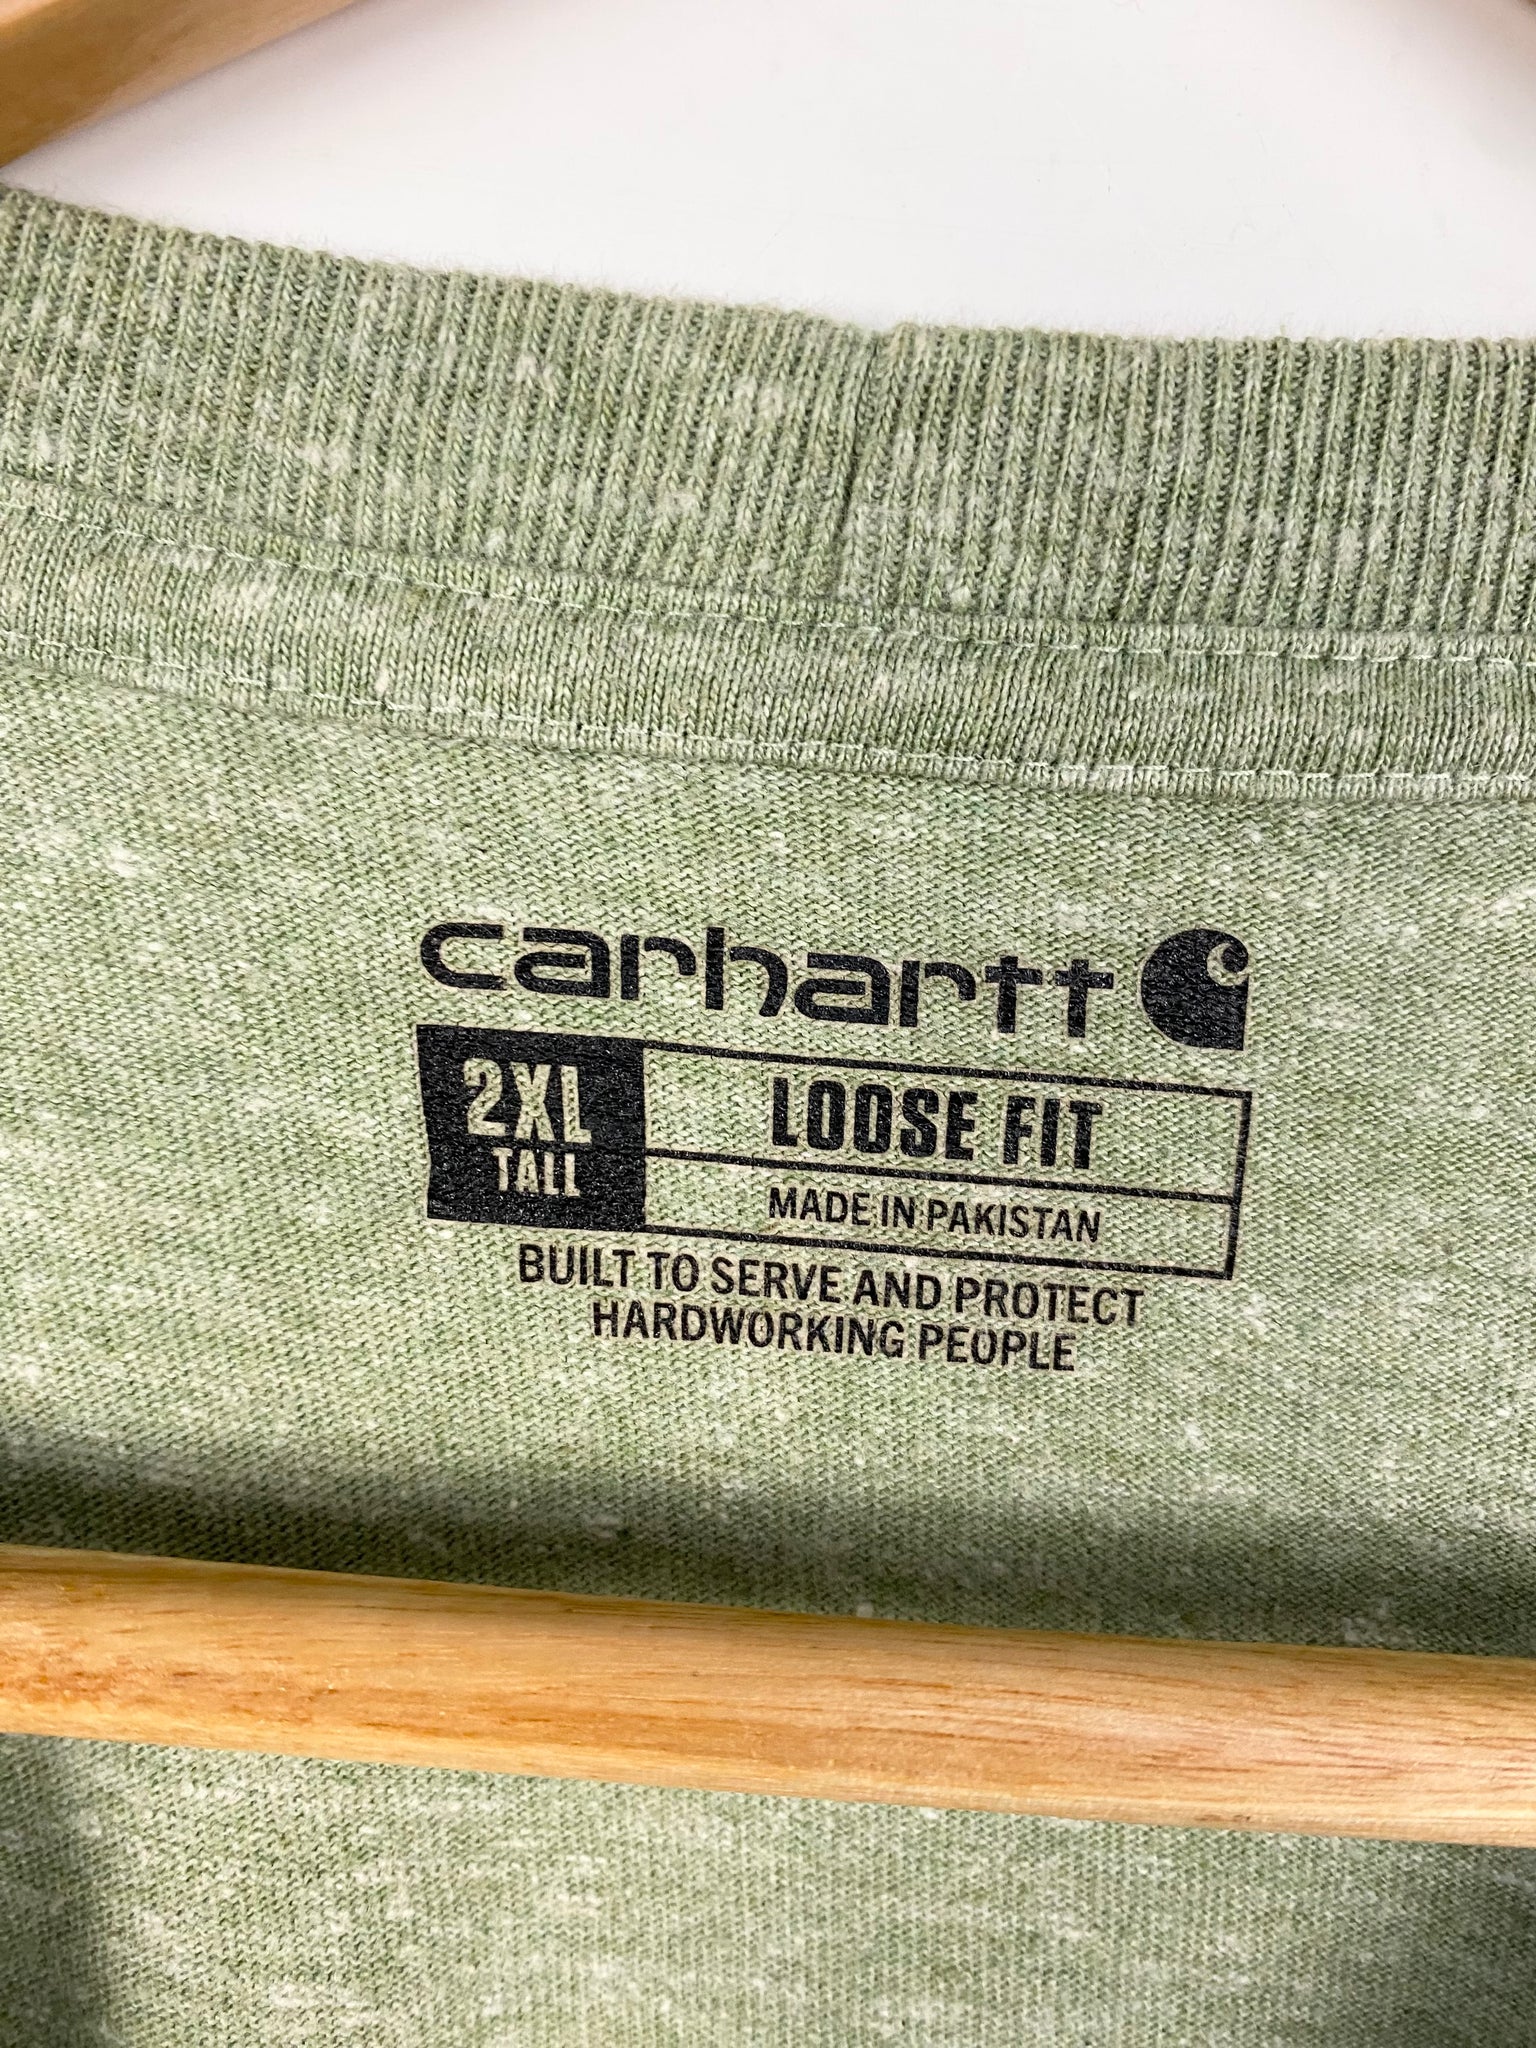 carhartt
2XL
TALL
LOOSE FIT
MADE IN PAKISTAN
BUILT TO SERVE AND PROTECT
HARDWORKING PEOPLE